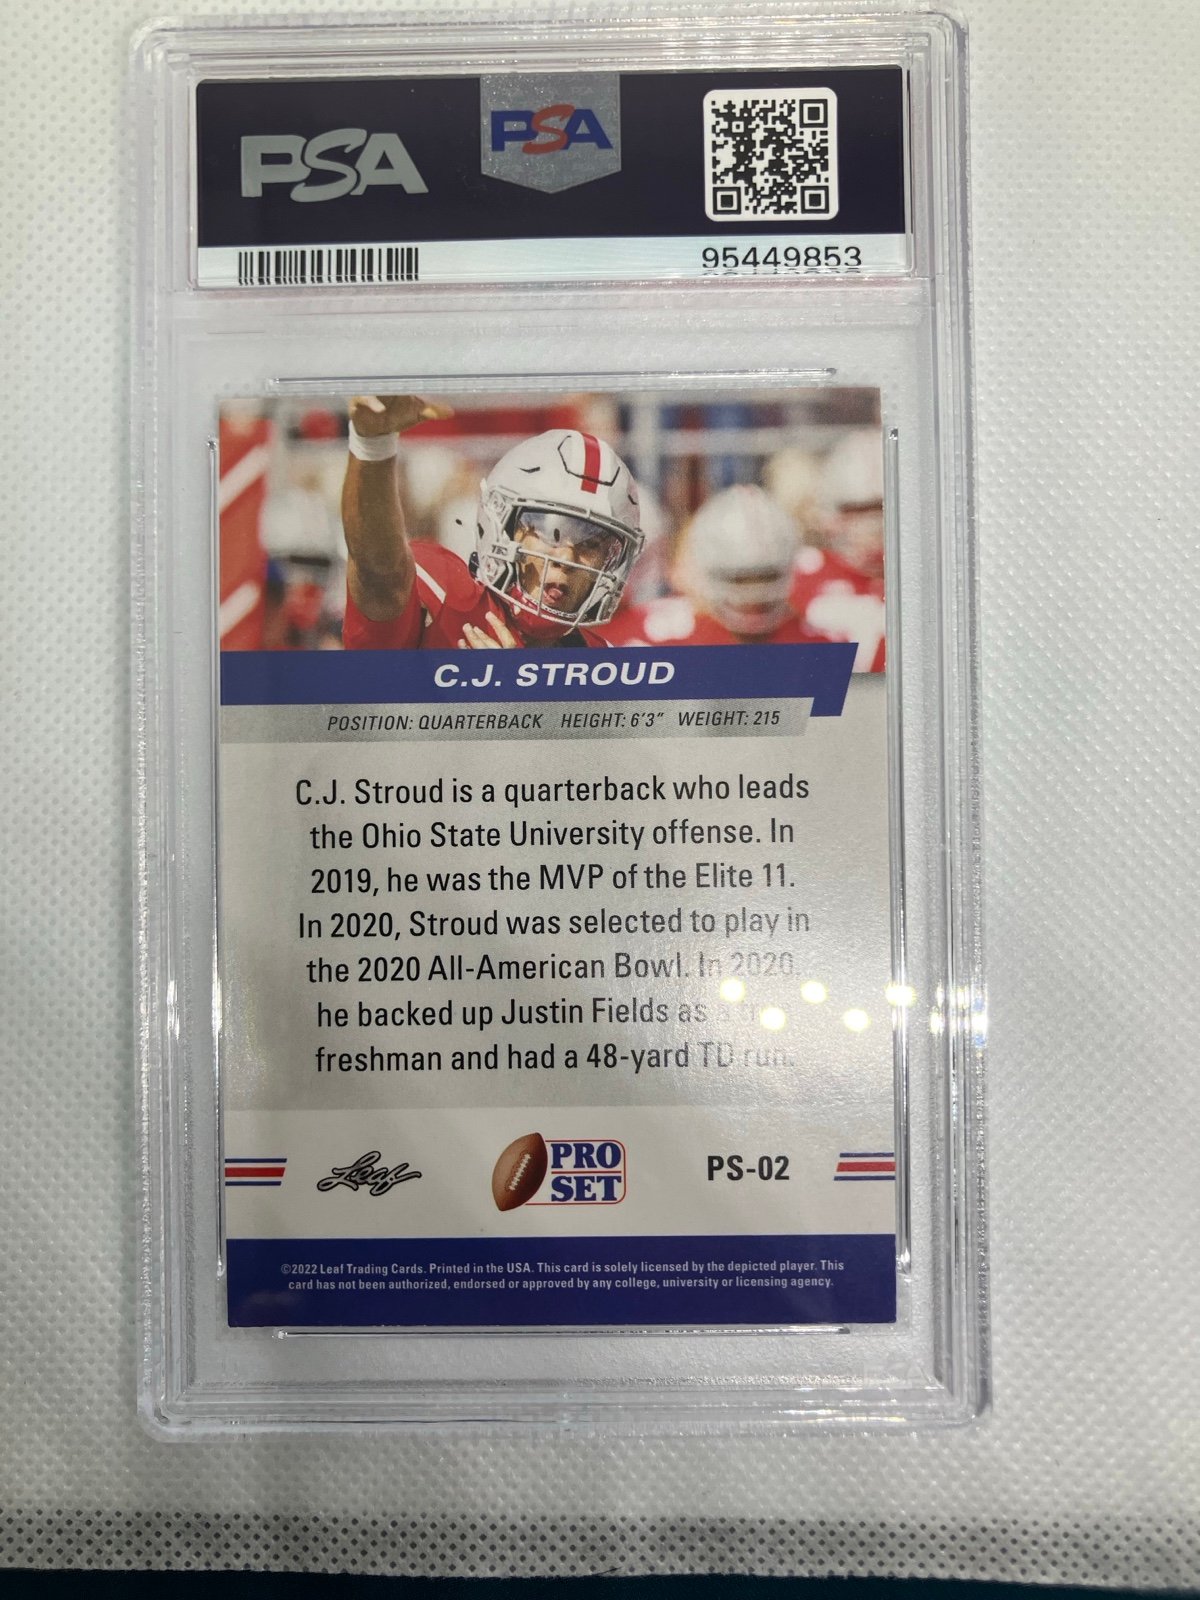 PSA
PSA
95449853
C.J. STROUD
POSITION: QUARTERBACK HEIGHT: 6'3" WEIGHT: 215
C.J. Stroud is a quarterback who leads
the Ohio State University offense. In
2019, he was the MVP of the Elite 11.
In 2020, Stroud was selected to play in
the 2020 All-American Bowl. In 2020,
he backed up Justin Fields as a
freshman and had a 48-yard TD run.
Leaf
PRO
SET
PS-02
©2022 Leaf Trading Cards. Printed in the USA. This card is solely licensed by the depicted player. This
card has not been authorized, endorsed or approved by any college, university or licensing agency.